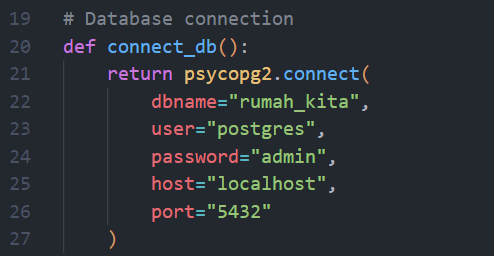 19 # Database connection
20 def connect_db():
21     return psycopg2.connect(
22         dbname="rumah_kita",
23         user="postgres",
24         password="admin",
25         host="localhost",
26         port="5432"
27     )